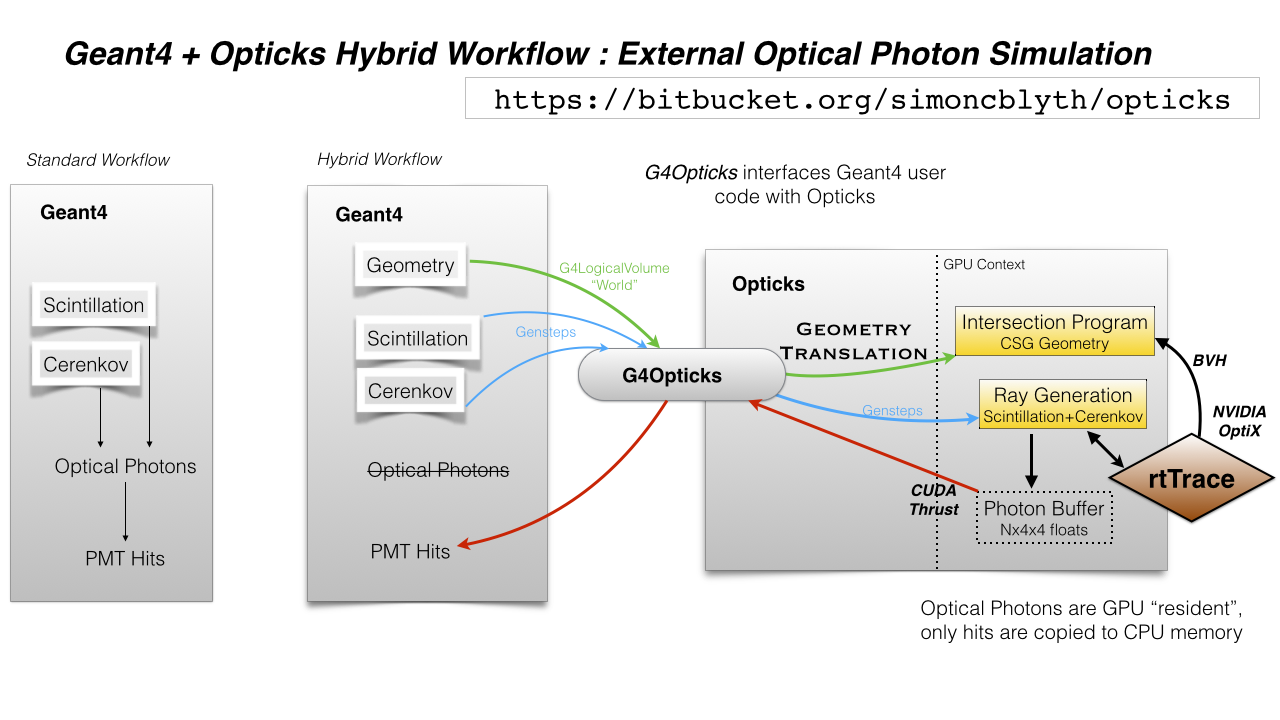 Geant4 + Opticks Hybrid Workflow : External Optical Photon Simulation
https://bitbucket.org/simoncblyth/opticks
Standard Workflow
Geant4
Scintillation
Cerenkov
Optical Photons
PMT Hits
Hybrid Workflow
Geant4
Geometry
Scintillation
Cerenkov
Optical Photons
PMT Hits
G4LogicalVolume
“World”
Gensteps
G4Opticks interfaces Geant4 user
code with Opticks
G4Opticks
Opticks
GPU Context
Geometry
Translation
Gensteps
Intersection Program
CSG Geometry
Ray Generation
Scintillation+Cerenkov
BVH
NVIDIA
OptiX
rtTrace
CUDA
Thrust
Photon Buffer
Nx4x4 floats
Optical Photons are GPU “resident”,
only hits are copied to CPU memory